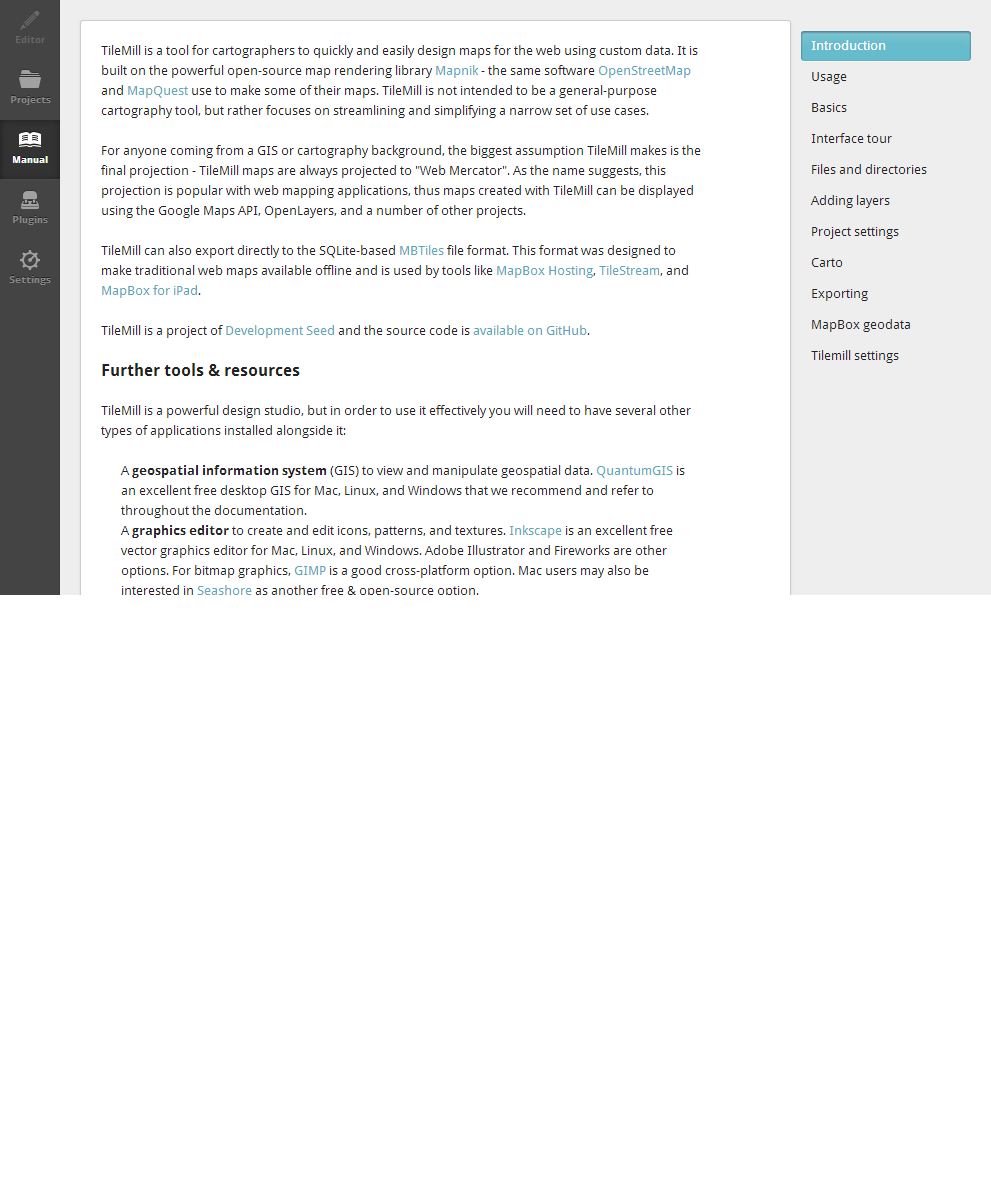 Editor
Projects
Manual
Plugins
Settings
TileMill is a tool for cartographers to quickly and easily design maps for the web using custom data. It is
built on the powerful open-source map rendering library Mapnik - the same software OpenStreetMap
and MapQuest use to make some of their maps. TileMill is not intended to be a general-purpose
cartography tool, but rather focuses on streamlining and simplifying a narrow set of use cases.
For anyone coming from a GIS or cartography background, the biggest assumption TileMill makes is the
final projection - TileMill maps are always projected to "Web Mercator". As the name suggests, this
projection is popular with web mapping applications, thus maps created with TileMill can be displayed
using the Google Maps API, OpenLayers, and a number of other projects.
TileMill can also export directly to the SQLite-based MBTiles file format. This format was designed to
make traditional web maps available offline and is used by tools like MapBox Hosting, TileStream, and
MapBox for iPad.
TileMill is a project of Development Seed and the source code is available on GitHub.
Further tools & resources
TileMill is a powerful design studio, but in order to use it effectively you will need to have several other
types of applications installed alongside it:
A geospatial information system (GIS) to view and manipulate geospatial data. QuantumGIS is
an excellent free desktop GIS for Mac, Linux, and Windows that we recommend and refer to
throughout the documentation.
A graphics editor to create and edit icons, patterns, and textures. Inkscape is an excellent free
vector graphics editor for Mac, Linux, and Windows. Adobe Illustrator and Fireworks are other
options. For bitmap graphics, GIMP is a good cross-platform option. Mac users may also be
interested in Seashore as another free & open-source option.
Introduction
Usage
Basics
Interface tour
Files and directories
Adding layers
Project settings
Carto
Exporting
MapBox geodata
Tilemill settings